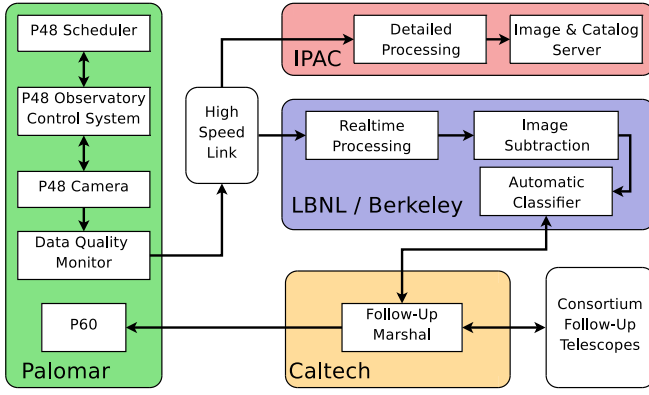 P48 Scheduler
P48 Observatory
Control System
P48 Camera
Data Quality
Monitor
P60
Palomar
High
Speed
Link
Detailed
Processing
Image & Catalog
Server
IPAC
Realtime
Processing
Image
Subtraction
Automatic
Classifier
LBNL / Berkeley
Follow-Up
Marshal
Caltech
Consortium
Follow-Up
Telescopes